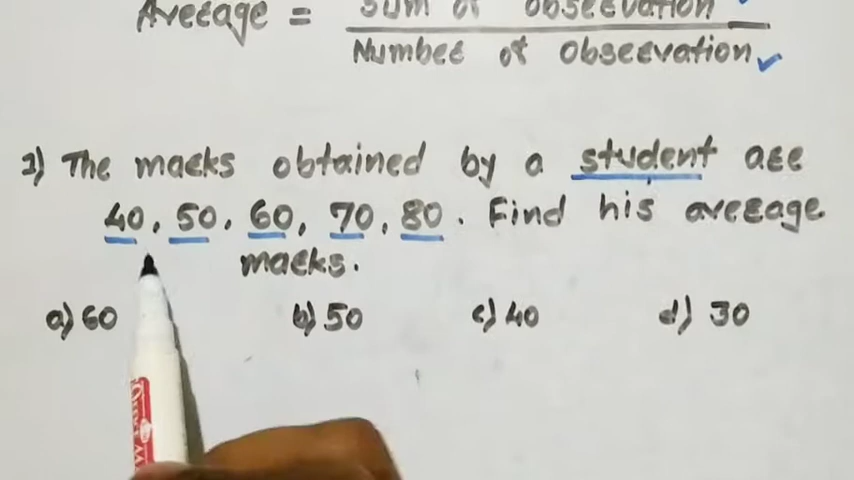 Average = Sum of Observation
Number of Observation
1) The marks obtained by a student are
40, 50, 60, 70, 80. Find his average
marks.
a) 60 b) 50 c) 40 d) 30